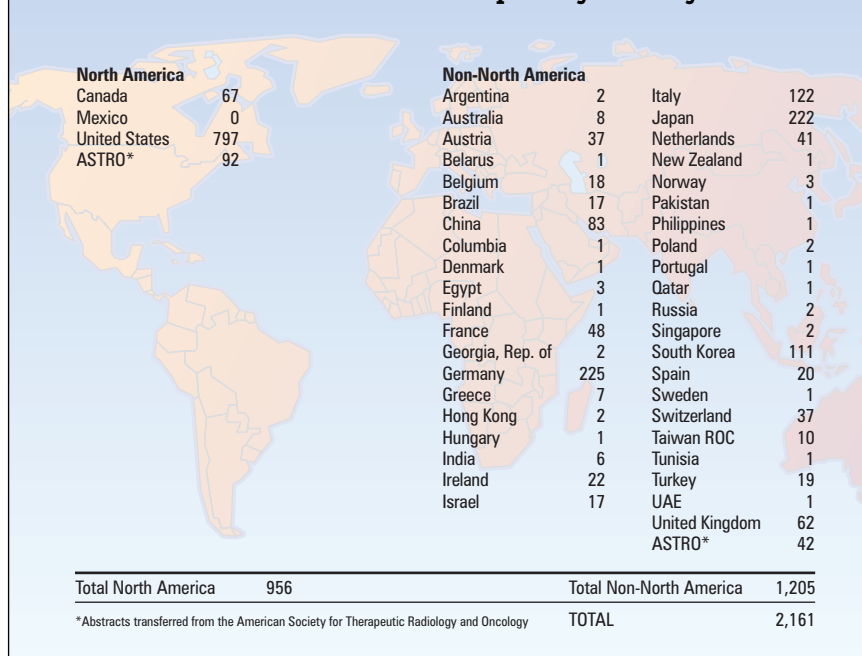 North America
Canada 67
Mexico 0
United States 797
ASTRO* 92
Non-North America
Argentina 2
Australia 8
Austria 37
Belarus 1
Belgium 18
Brazil 17
China 83
Columbia 1
Denmark 1
Egypt 3
Finland 1
France 48
Georgia, Rep. of 2
Germany 225
Greece 7
Hong Kong 2
Hungary 1
India 6
Ireland 22
Israel 17
Italy 122
Japan 222
Netherlands 41
New Zealand 1
Norway 3
Pakistan 1
Philippines 1
Poland 2
Portugal 1
Qatar 1
Russia 2
Singapore 2
South Korea 111
Spain 20
Sweden 1
Switzerland 37
Taiwan ROC 10
Tunisia 1
Turkey 19
UAE 1
United Kingdom 62
ASTRO* 42
Total North America 956
Total Non-North America 1,205
*Abstracts transferred from the American Society for Therapeutic Radiology and Oncology
TOTAL 2,161